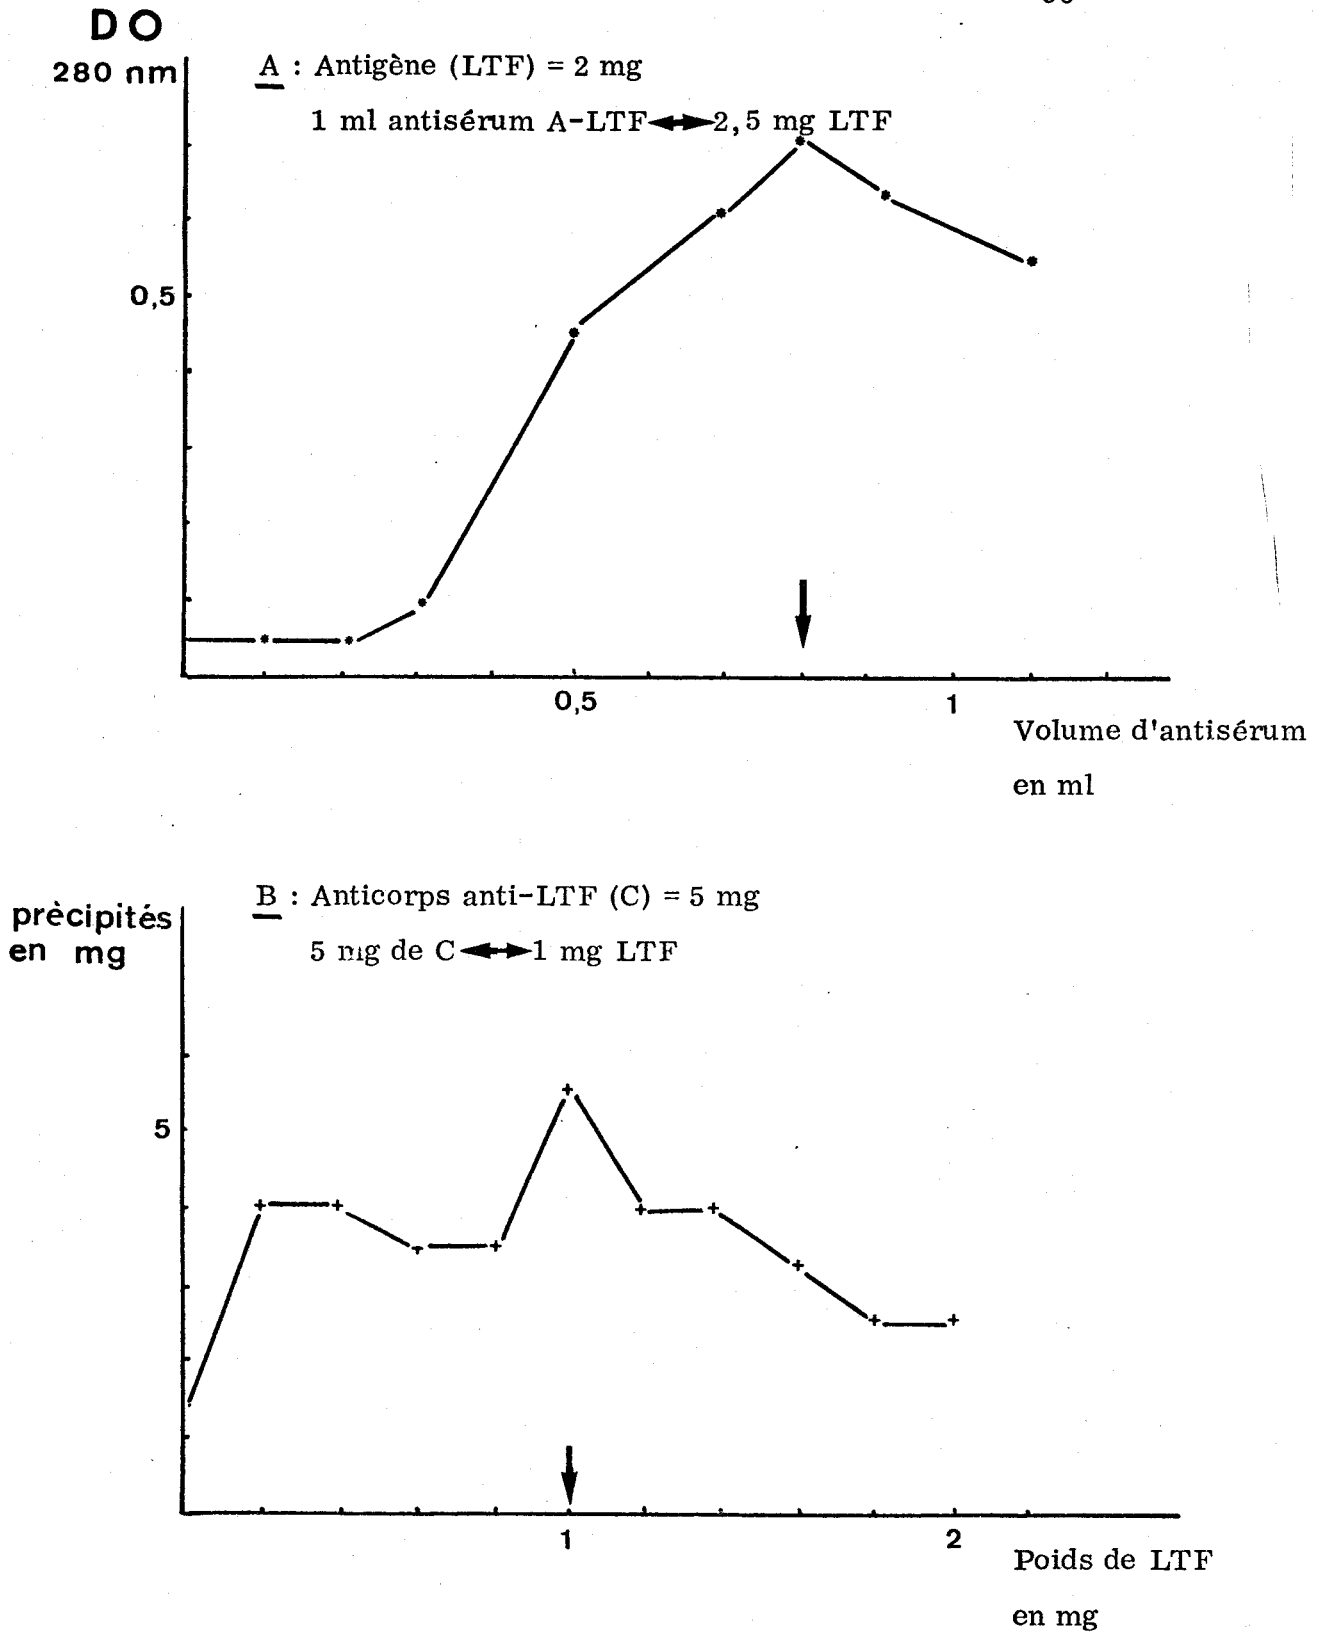 DO
280 nm
A : Antigène (LTF) = 2 mg
1 ml antisérum A-LTF↔2,5 mg LTF
0,5
0,5
1
Volume d'antisérum
en ml
précipités
en mg
B : Anticorps anti-LTF (C) = 5 mg
5 mg de C↔1 mg LTF
5
1
2
Poids de LTF
en mg